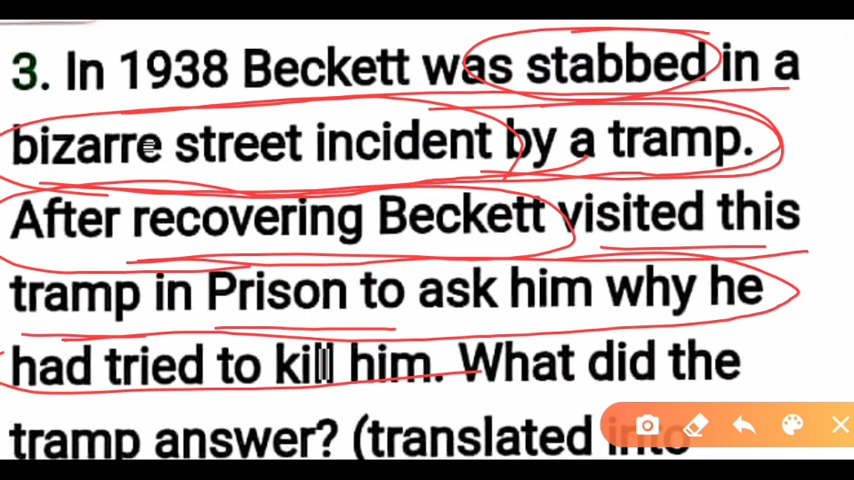 3. In 1938 Beckett was stabbed in a
bizarre street incident by a tramp.
After recovering Beckett visited this
tramp in Prison to ask him why he
had tried to kill him. What did the
tramp answer? (translated into